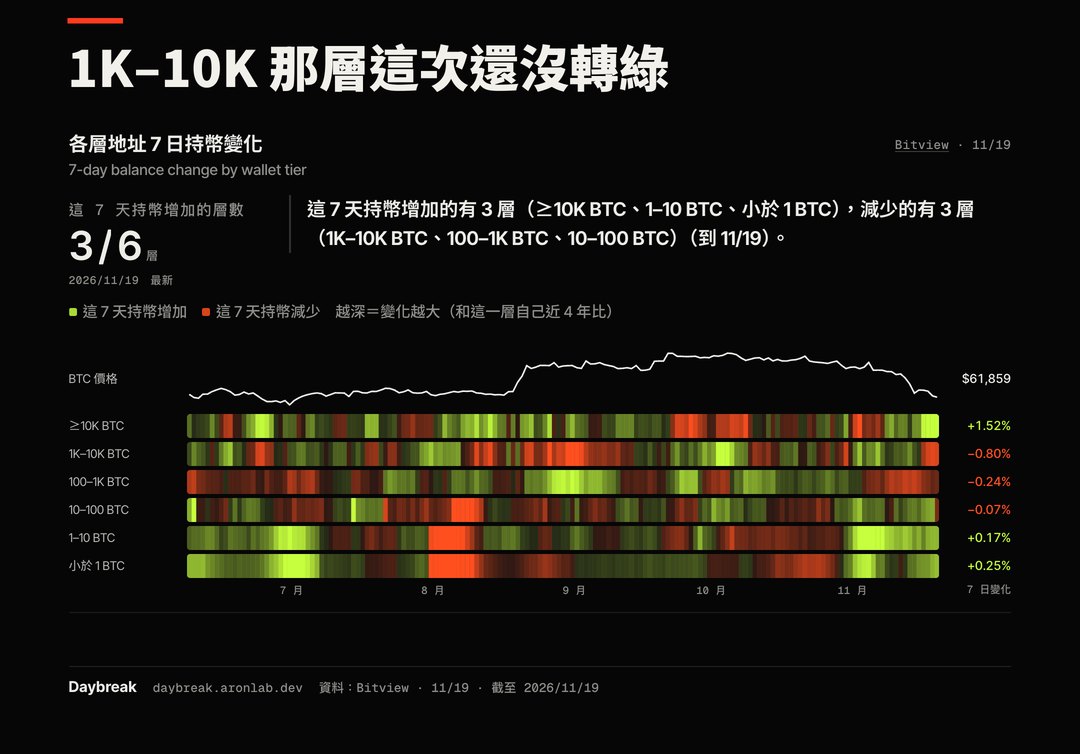 1K–10K 那層這次還沒轉綠
各層地址 7 日持幣變化
Bitview · 11/19
7-day balance change by wallet tier
這 7 天持幣增加的層數
3/6層
2026/11/19 最新
這 7 天持幣增加的有 3 層（≥10K BTC、1–10 BTC、小於 1 BTC），減少的有 3 層
（1K–10K BTC、100–1K BTC、10–100 BTC）（到 11/19）。
這 7 天持幣增加 這 7 天持幣減少 越深＝變化越大（和這一層自己近 4 年比）
BTC 價格 $61,859
≥10K BTC +1.52%
1K–10K BTC −0.80%
100–1K BTC −0.24%
10–100 BTC −0.07%
1–10 BTC +0.17%
小於 1 BTC +0.25%
7 月 8 月 9 月 10 月 11 月 7 日變化
Daybreak daybreak.aronlab.dev 資料：Bitview · 11/19 · 截至 2026/11/19